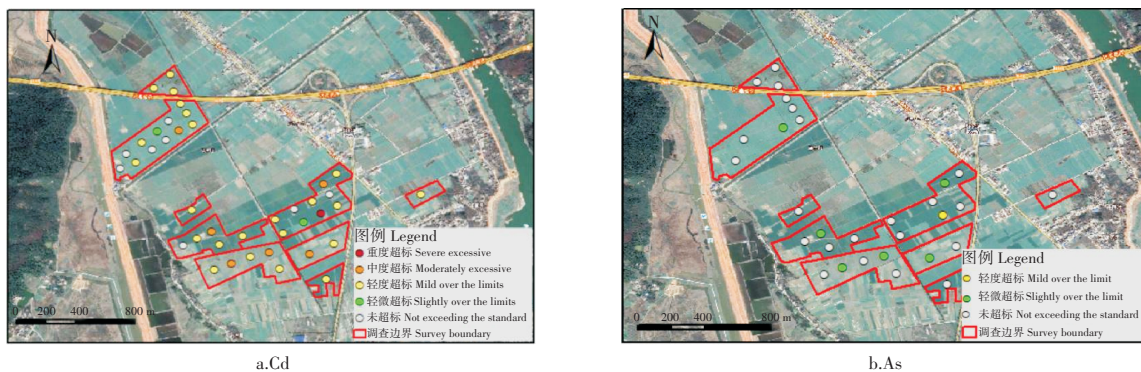 N
图例 Legend
重度超标 Severe excessive
中度超标 Moderately excessive
轻度超标 Mild over the limits
轻微超标 Slightly over the limits
未超标 Not exceeding the standard
调查边界 Survey boundary
0 200 400 800 m
a.Cd
N
图例 Legend
轻度超标 Mild over the limit
轻微超标 Slightly over the limit
未超标 Not exceeding the standard
调查边界 Survey boundary
0 200 400 800 m
b.As